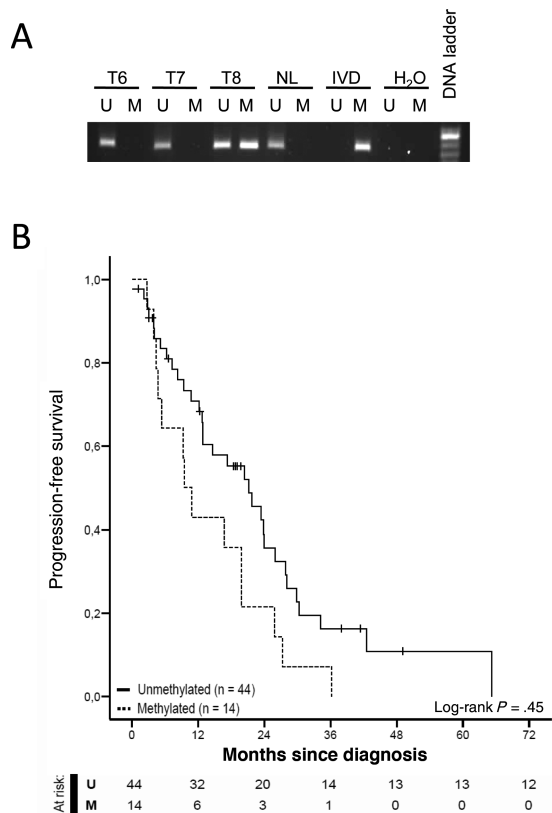 A
T6 T7 T8 NL IVD H₂O DNA ladder
U M U M U M U M U M U M
B
1,0
0,8
0,6
0,4
0,2
0,0
Progression-free survival
Unmethylated (n = 44)
Methylated (n = 14)
Log-rank P = .45
0 12 24 36 48 60 72
Months since diagnosis
At risk:
U 44 32 20 14 13 13 12
M 14 6 3 1 0 0 0